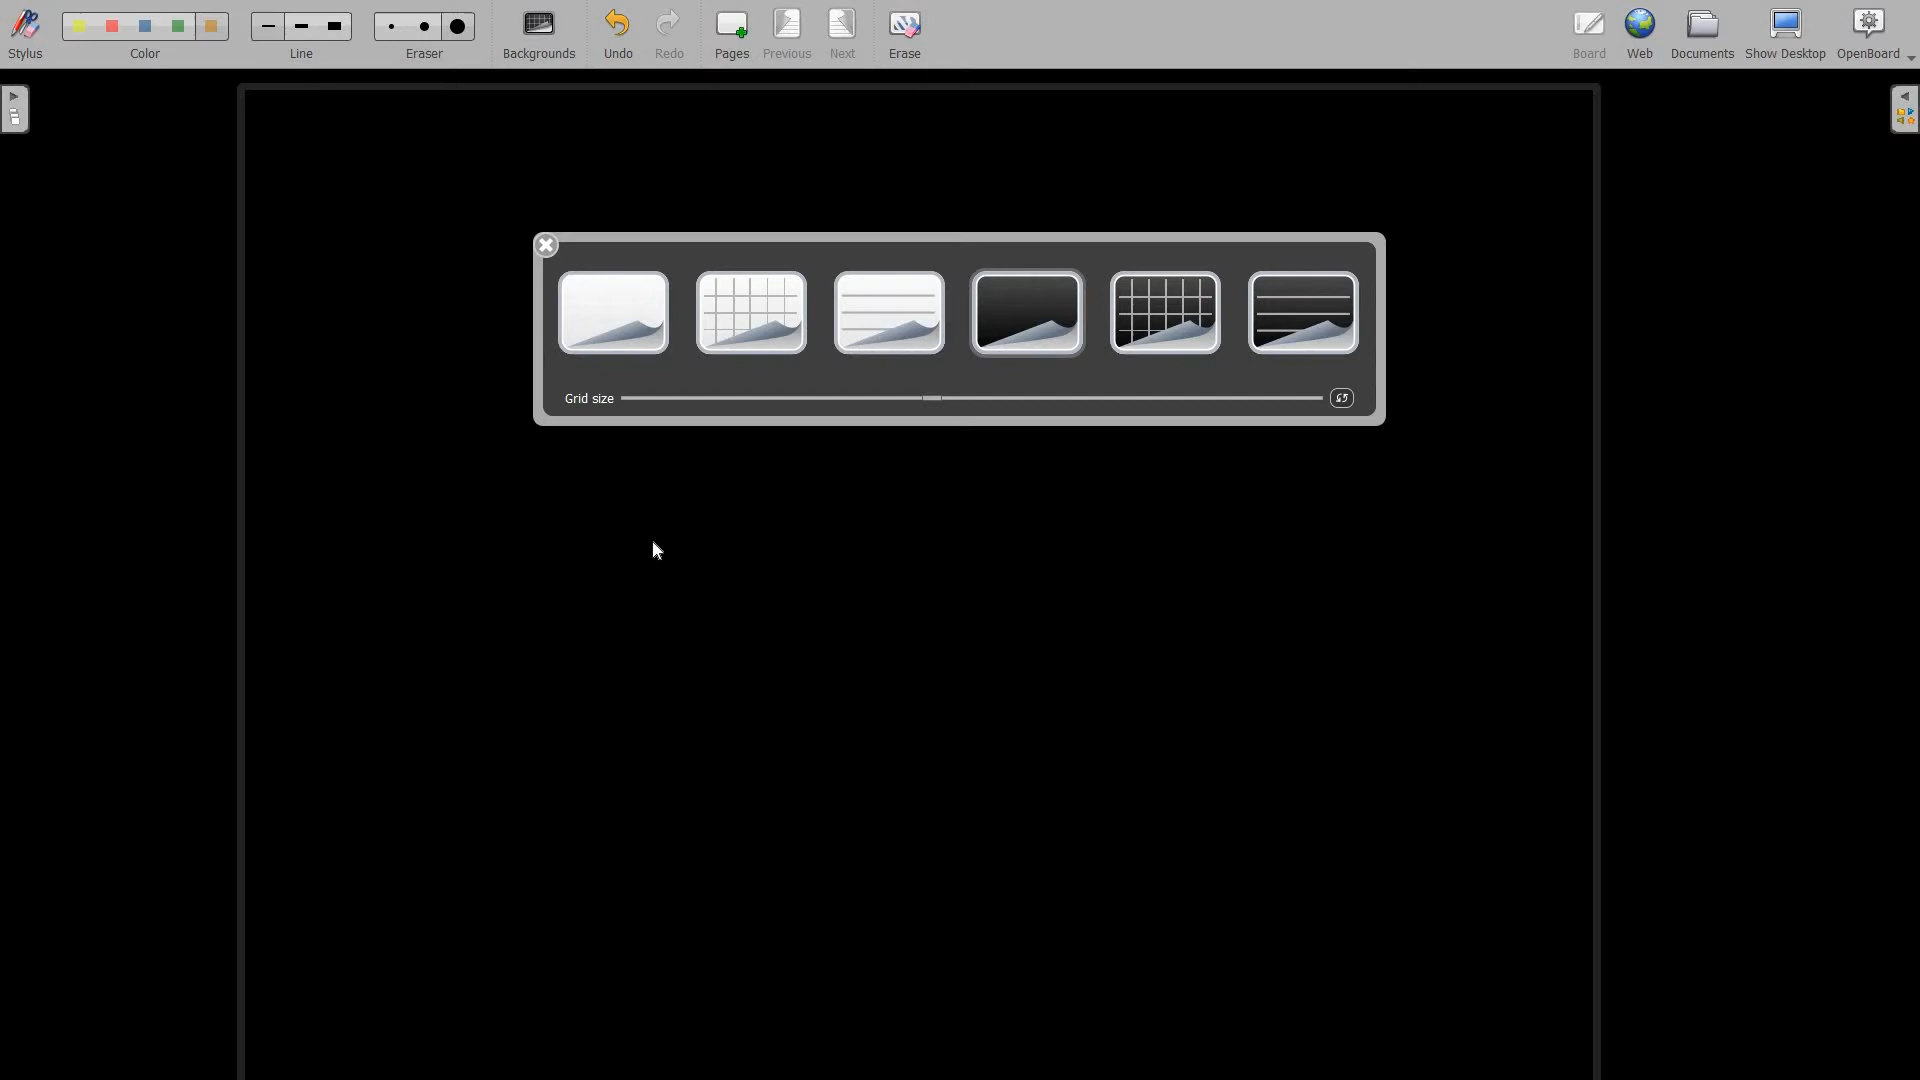 Stylus
Color
Line
Eraser
Backgrounds
Undo
Redo
Pages
Previous
Next
Erase
Board
Web
Documents
Show Desktop
OpenBoard
Grid size